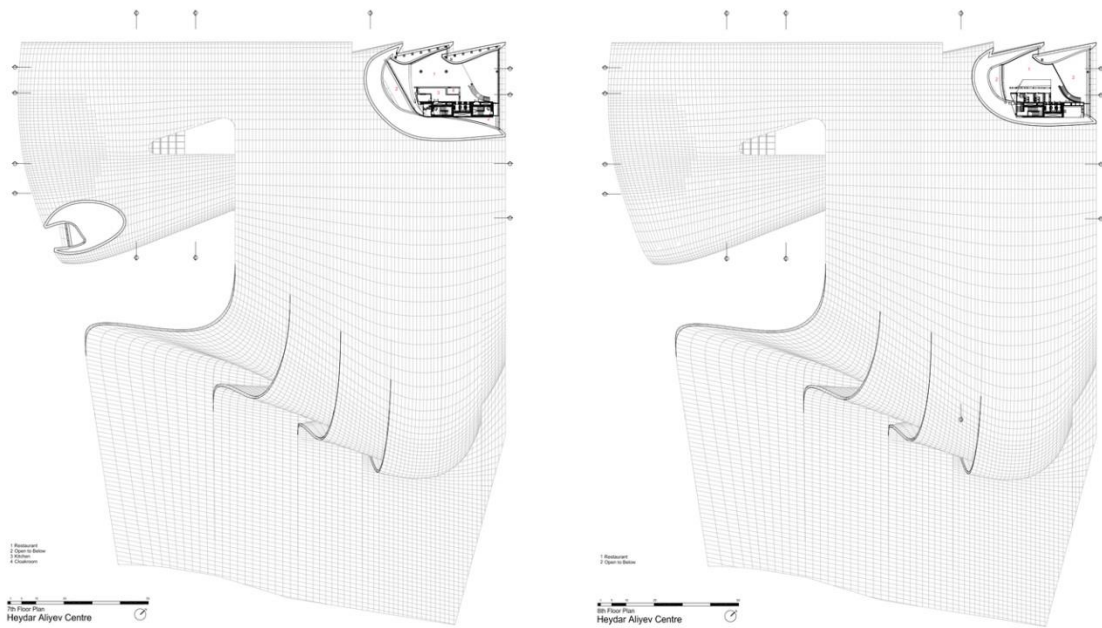 1 Restaurant
2 Open to Below
3 Kitchen
4 Cloakroom
7th Floor Plan
Heydar Aliyev Centre
1 Restaurant
2 Open to Below
8th Floor Plan
Heydar Aliyev Centre